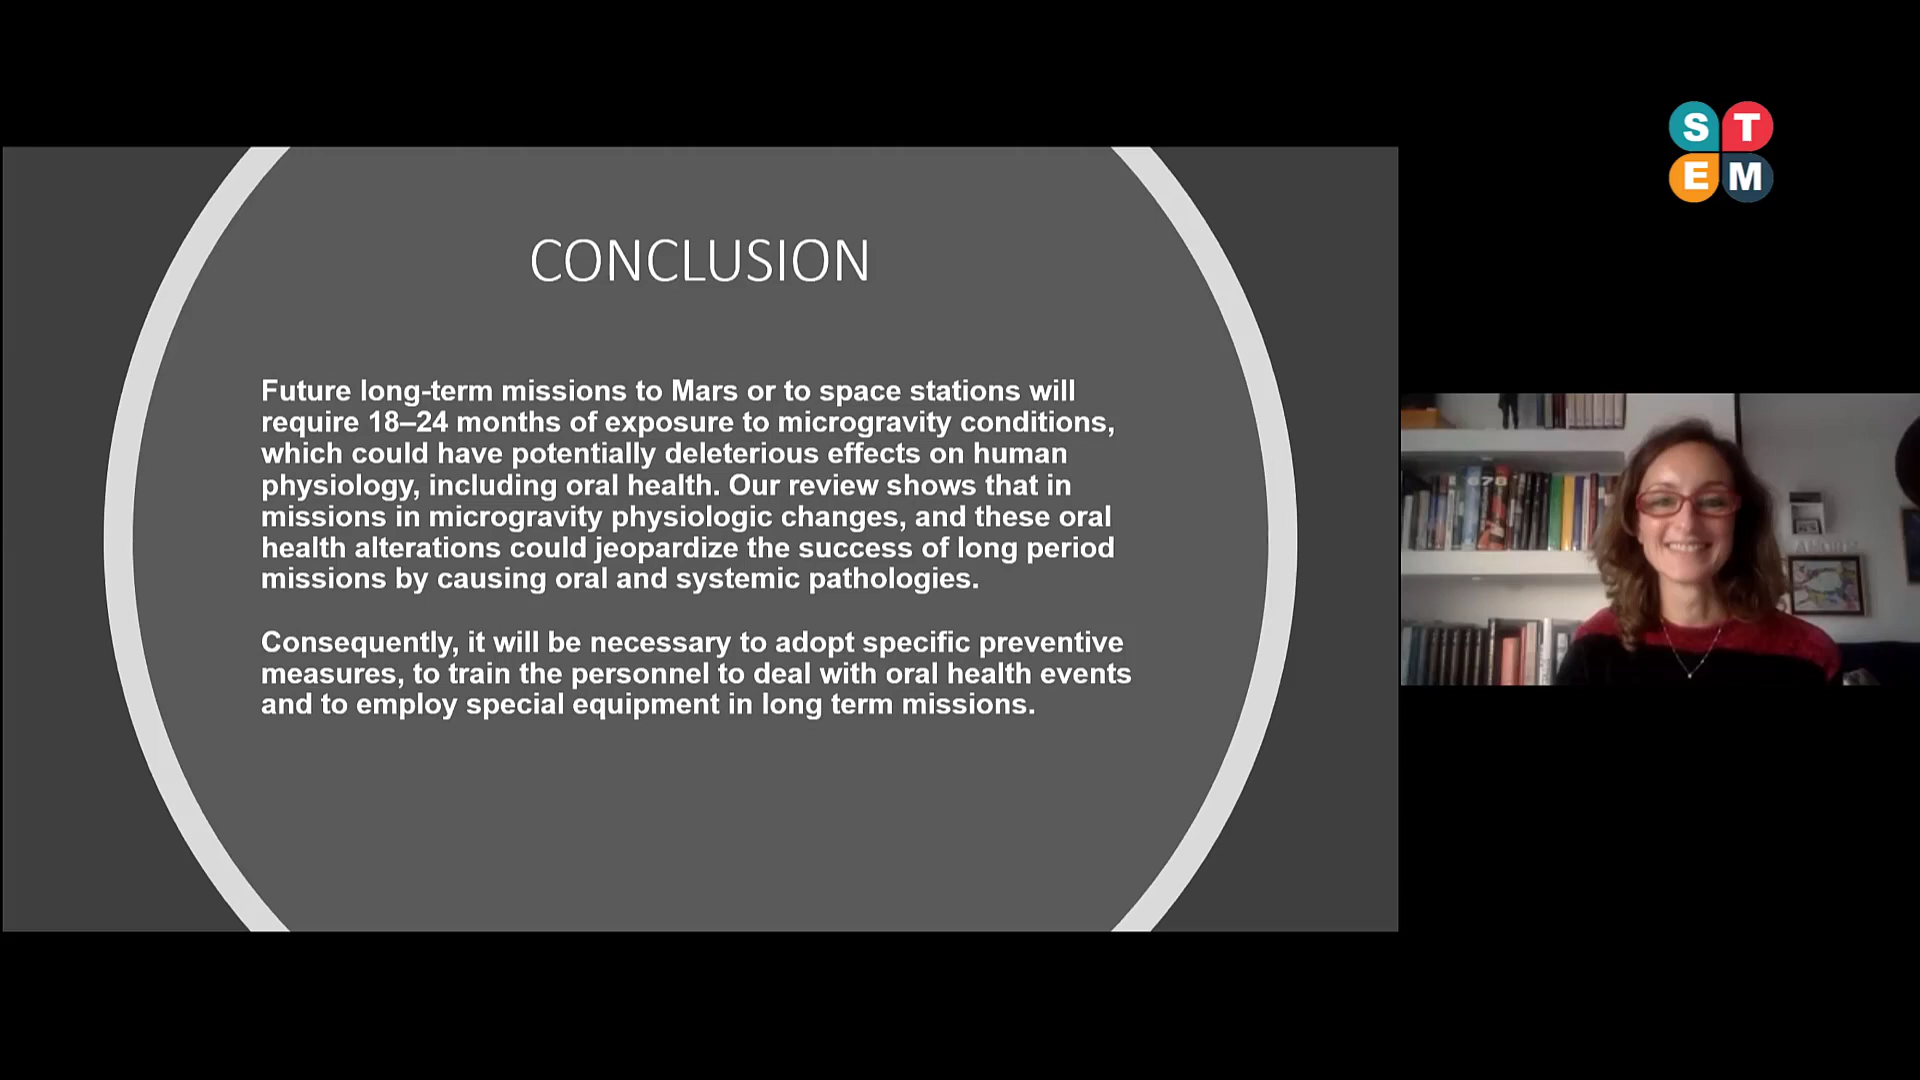 CONCLUSION
Future long-term missions to Mars or to space stations will
require 18–24 months of exposure to microgravity conditions,
which could have potentially deleterious effects on human
physiology, including oral health. Our review shows that in
missions in microgravity physiologic changes, and these oral
health alterations could jeopardize the success of long period
missions by causing oral and systemic pathologies.
Consequently, it will be necessary to adopt specific preventive
measures, to train the personnel to deal with oral health events
and to employ special equipment in long term missions.
S T
E M